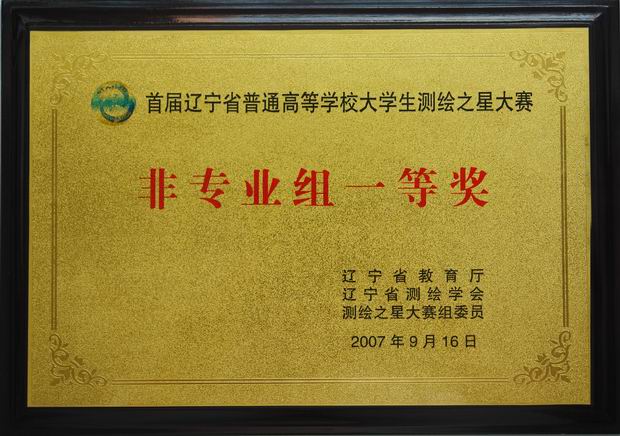 首届辽宁省普通高等学校大学生测绘之星大赛
非专业组一等奖
辽宁省教育厅
辽宁省测绘学会
测绘之星大赛组委员
2007年9月16日